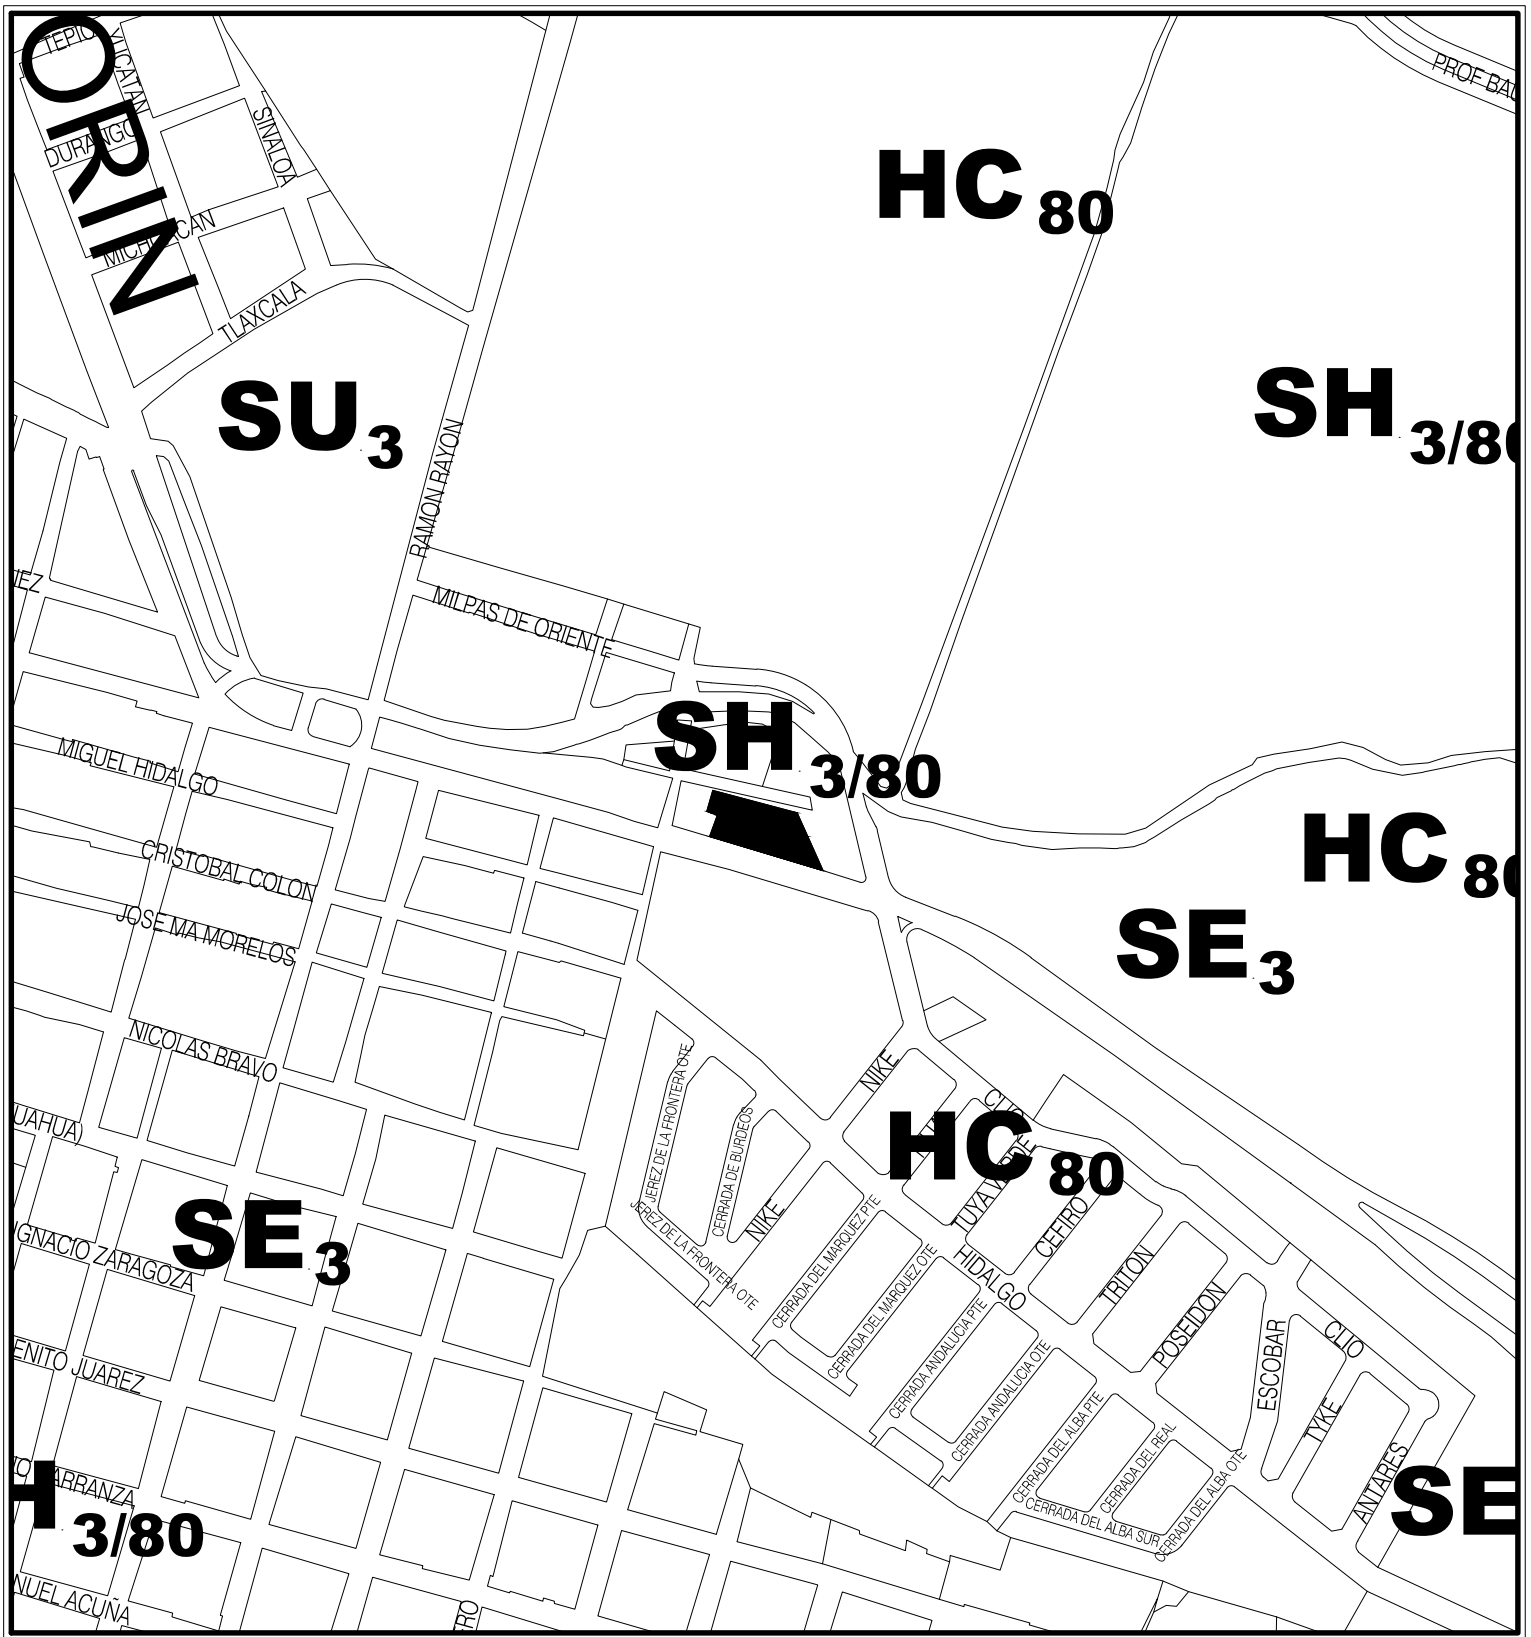 TEPIC
YUCATAN
ORIN
DURANGO
SINALOA
TLAXCALA
PROF BAU
HC 80
SU 3
SH 3/80
RAMON RAYON
MILPAS DE ORIENTE
SH 3/80
MIGUEL HIDALGO
CRISTOBAL COLON
JOSE MA MORELOS
HC 80
SE 3
NICOLAS BRAVO
UAHUA)
NIKE
HC 80
JEREZ DE LA FRONTERA OTE
CERRADA DE BURDEOS
NIKE
JEREZ DE LA FRONTERA OTE
CEFIRO
SE 3
IGNACIO ZARAGOZA
CERRADA DEL MARQUEZ PTE
CERRADA DEL MARQUEZ OTE
HIDALGO
TRITON
POSEIDON
CERRADA ANDALUCIA PTE
CERRADA ANDALUCIA OTE
ESCOBAR
CLIO
ENITO JUAREZ
CERRADA DEL ALBA PTE
CERRADA DEL REAL
CERRADA DEL ALBA OTE
CERRADA DEL ALBA SUR
TYKE
ANTARES
SE
ARRANZA
H 3/80
NUEL ACUÑA
RO